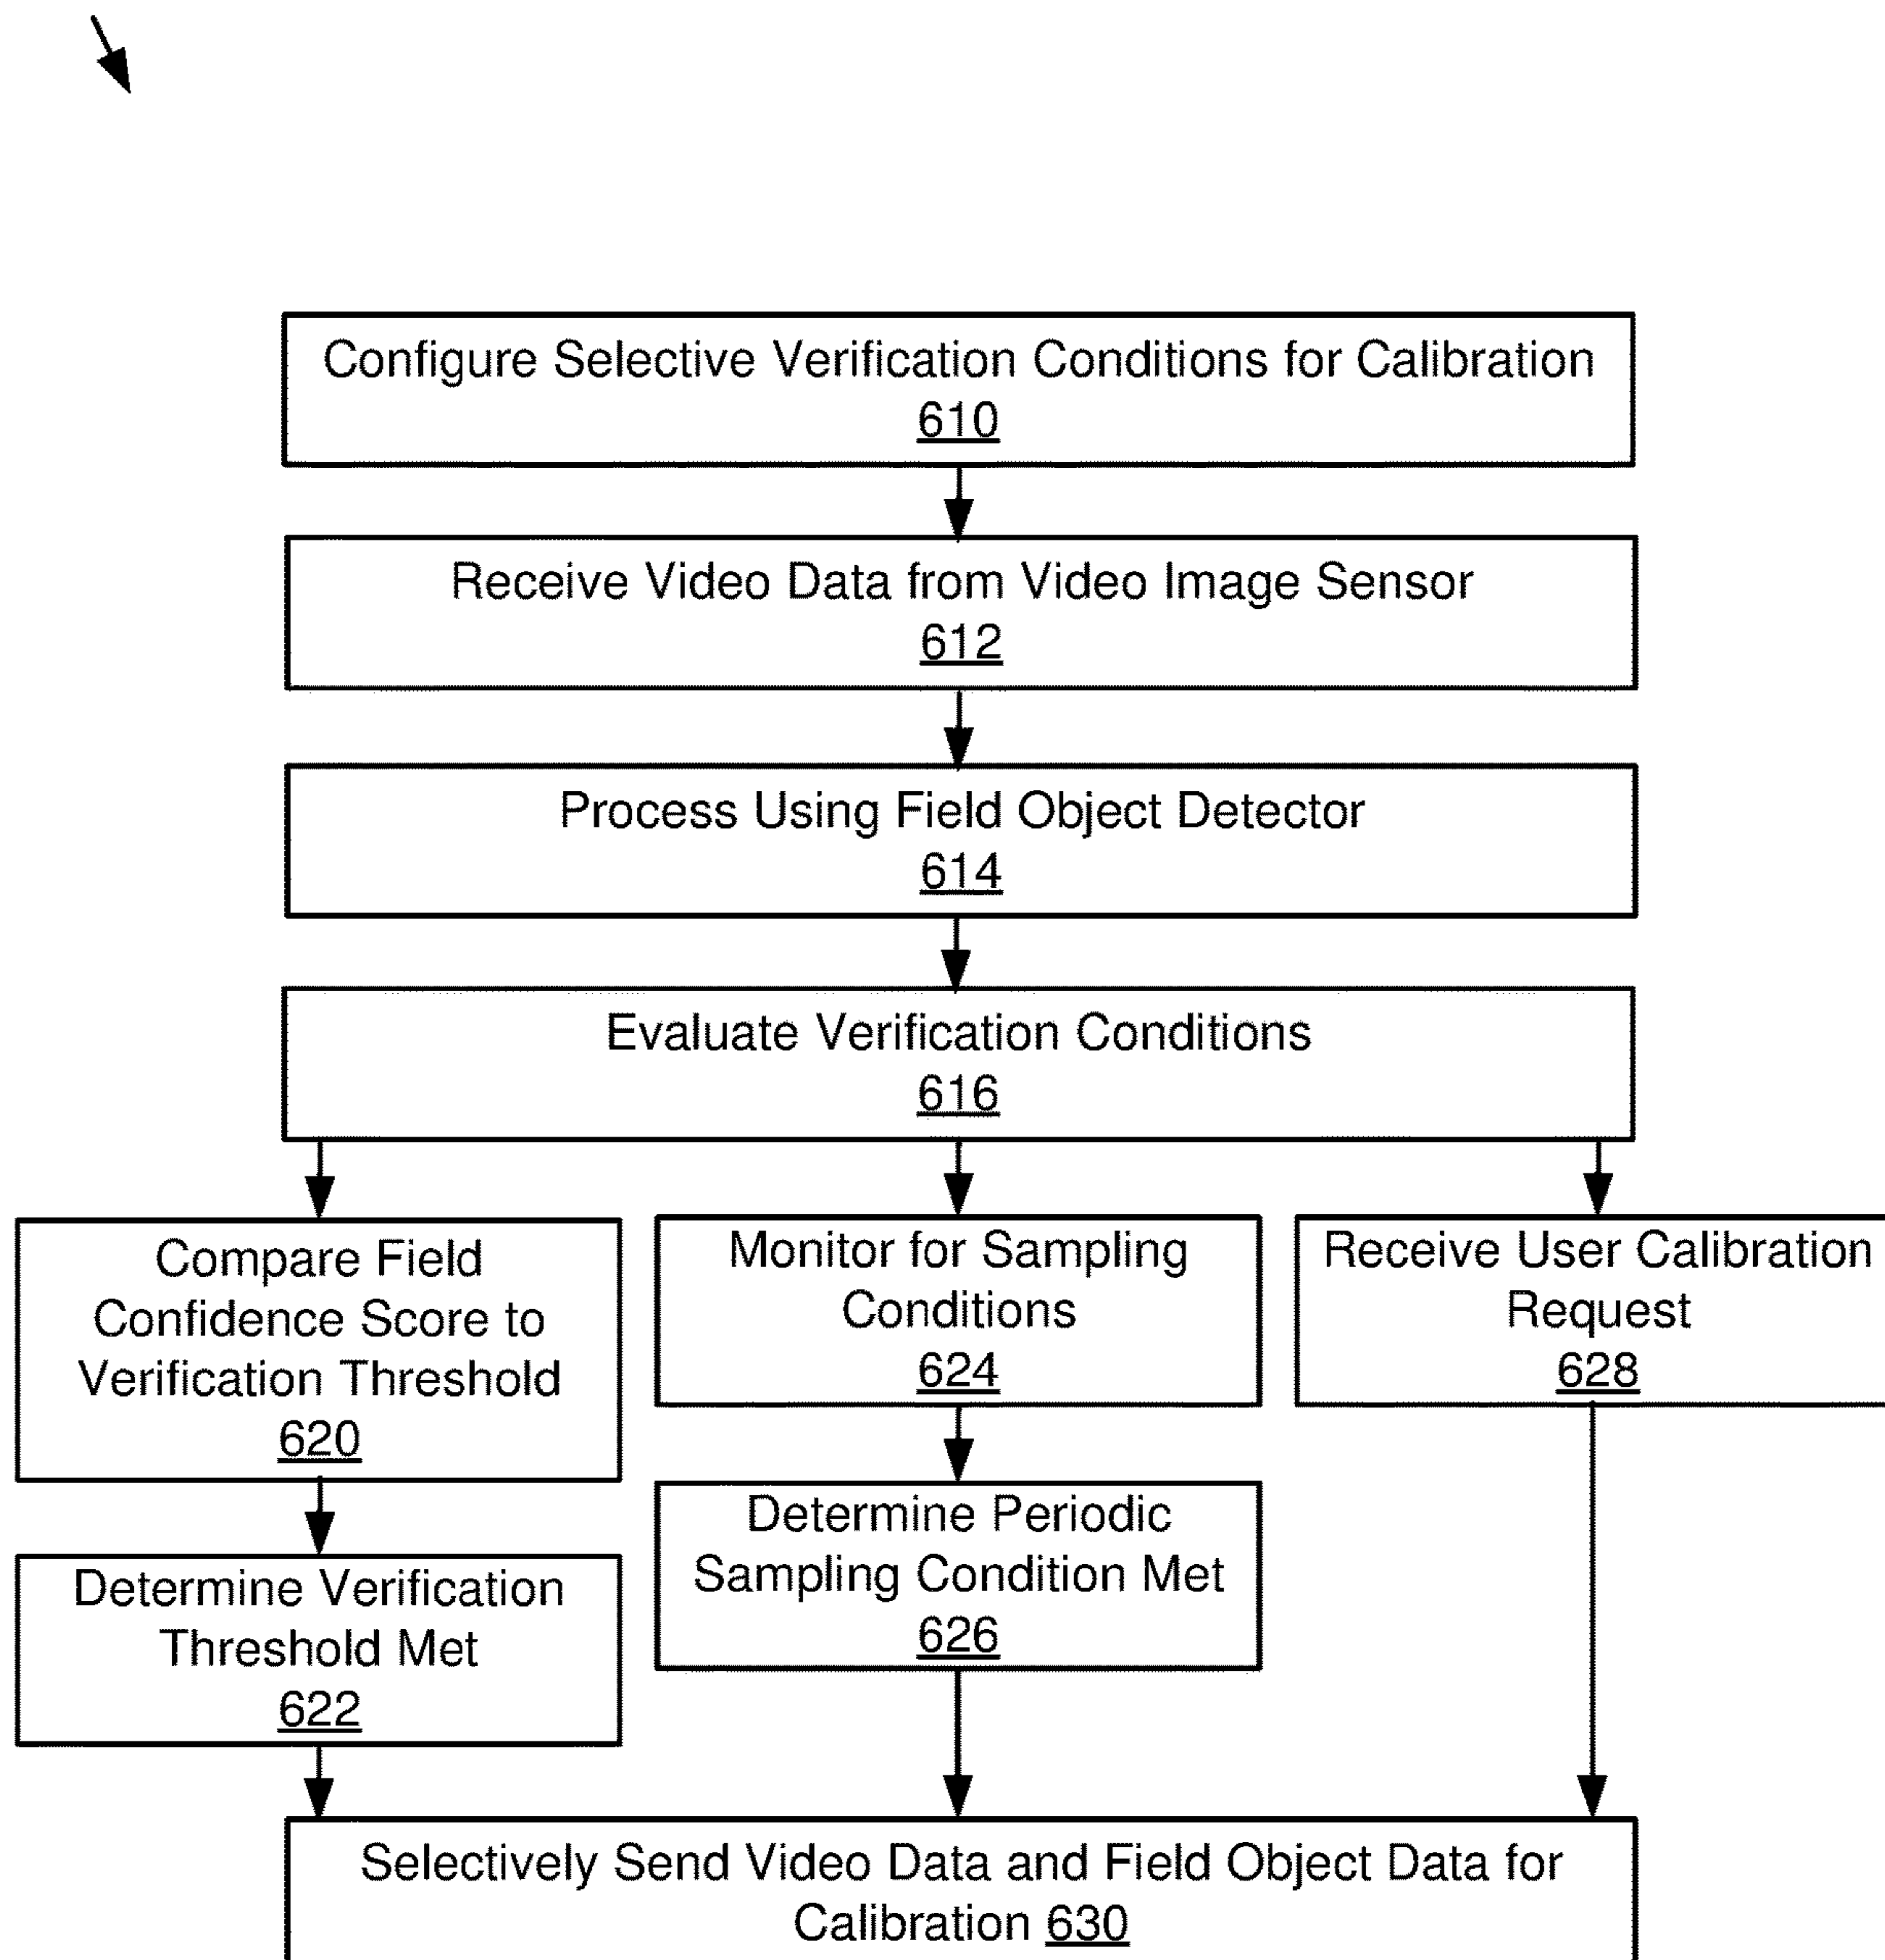 Configure Selective Verification Conditions for Calibration
610
Receive Video Data from Video Image Sensor
612
Process Using Field Object Detector
614
Evaluate Verification Conditions
616
Compare Field
Confidence Score to
Verification Threshold
620
Determine Verification
Threshold Met
622
Monitor for Sampling
Conditions
624
Determine Periodic
Sampling Condition Met
626
Receive User Calibration
Request
628
Selectively Send Video Data and Field Object Data for
Calibration 630